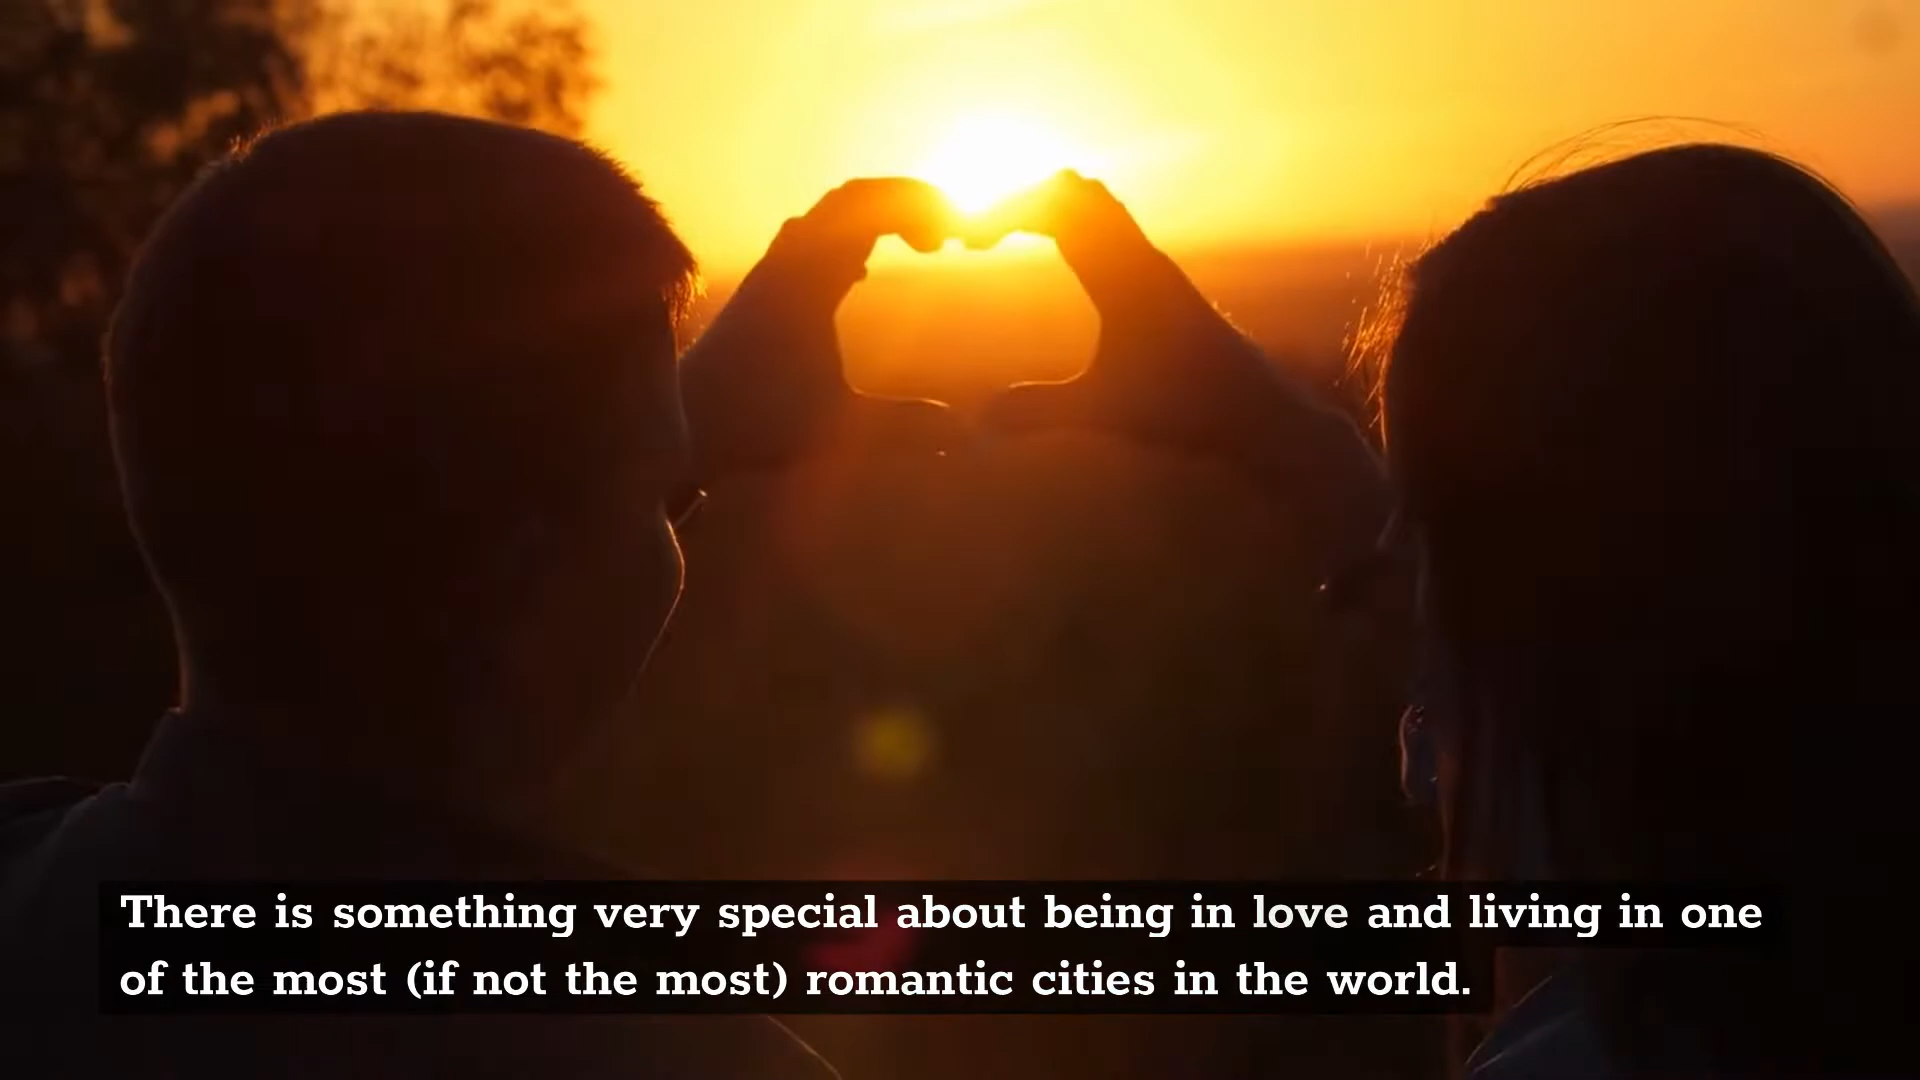 There is something very special about being in love and living in one
of the most (if not the most) romantic cities in the world.